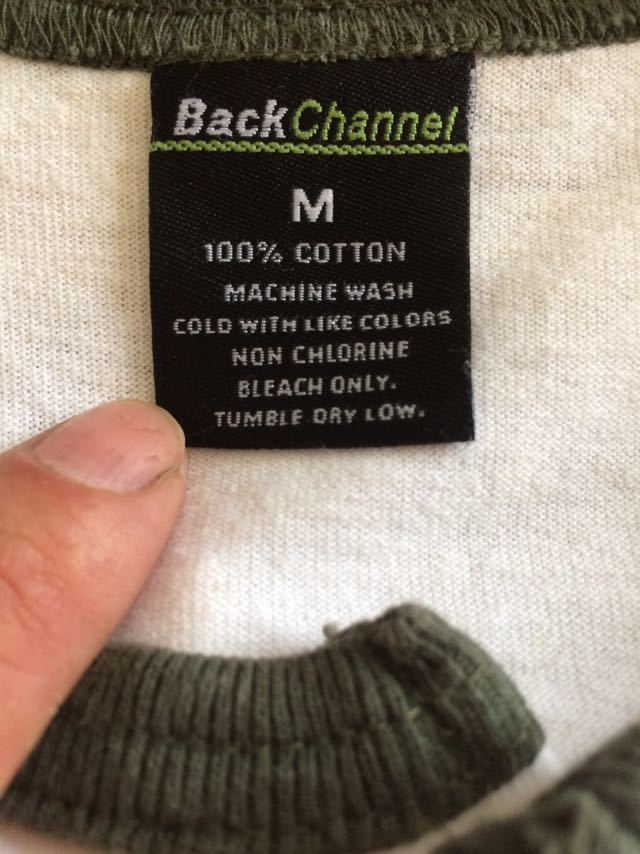 BackChannel
M
100% COTTON
MACHINE WASH
COLD WITH LIKE COLORS
NON CHLORINE
BLEACH ONLY.
TUMBLE DRY LOW.